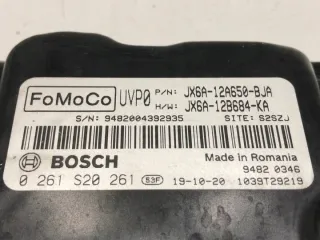 FoMoCo UVP0 P/N: JX6A-12A650-BJA
H/W: JX6A-12B684-KA
S/N: 9482004392935 SITE: S2SZJ
BOSCH Made in Romania
9482 0346
0 261 S20 261 53F 19-10-20 1039T29219